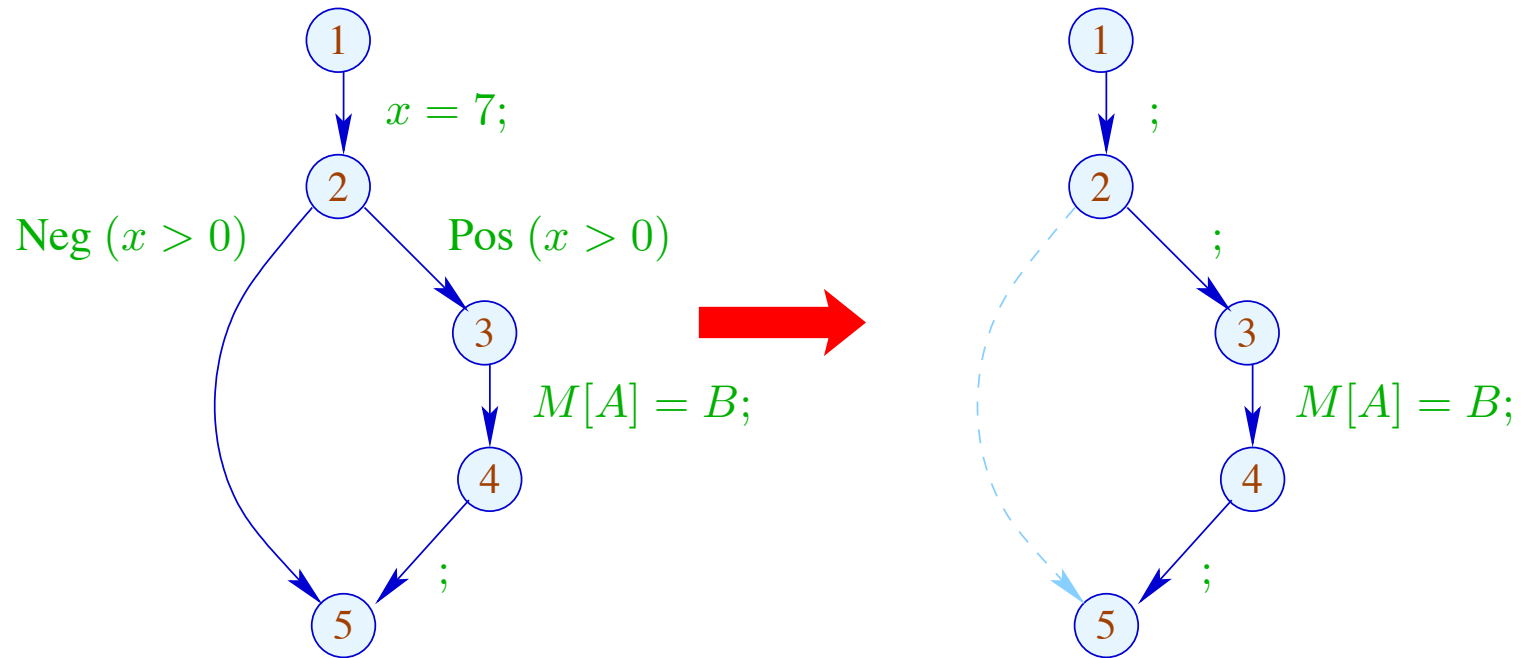 1
x = 7;
2
Neg (x > 0)
Pos (x > 0)
3
M[A] = B;
4
;
5
1
;
2
;
3
M[A] = B;
4
;
5